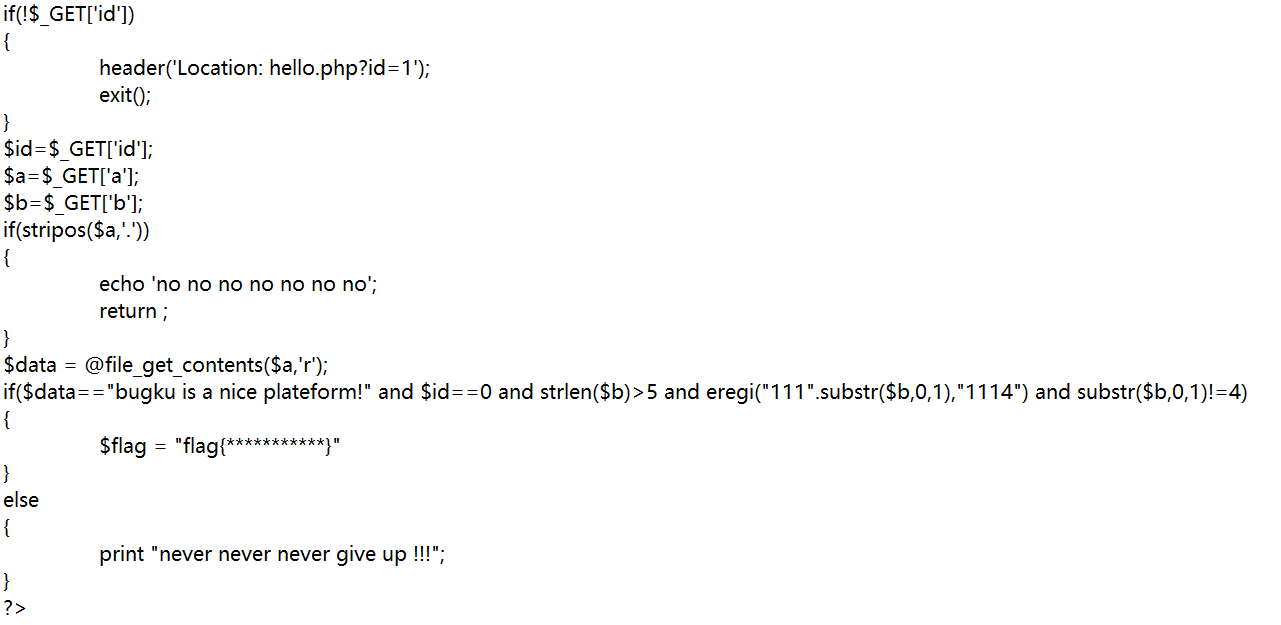 if(!$_GET['id'])
{
header('Location: hello.php?id=1');
exit();
}
$id=$_GET['id'];
$a=$_GET['a'];
$b=$_GET['b'];
if(stripos($a,'.'))
{
echo 'no no no no no no no';
return ;
}
$data = @file_get_contents($a,'r');
if($data=="bugku is a nice plateform!" and $id==0 and strlen($b)>5 and eregi("111".substr($b,0,1),"1114") and substr($b,0,1)!=4)
{
$flag = "flag{***********}"
}
else
{
print "never never never give up !!!";
}
?>